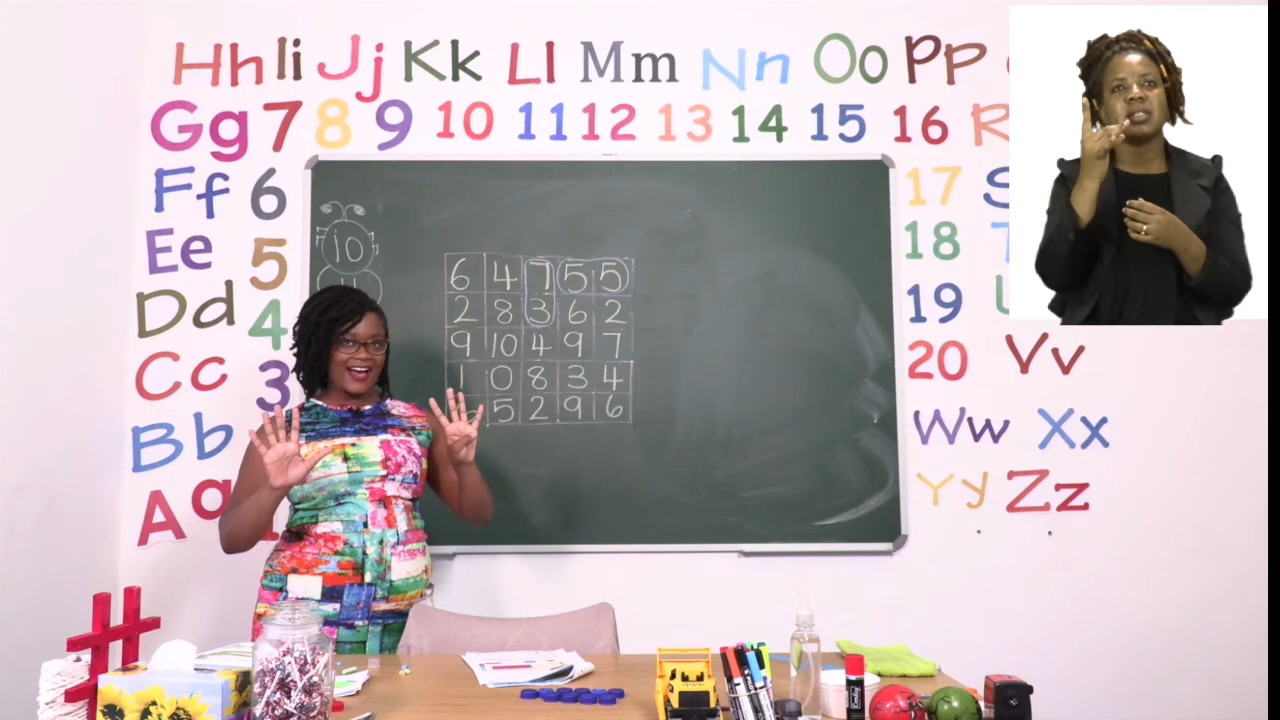 Hh Ii Jj Kk Ll Mm Nn Oo Pp
Gg 7 8 9 10 11 12 13 14 15 16 R
Ff 6 17 S
Ee 5 18 T
Dd 4 19 U
Cc 3 20 Vv
Bb Ww Xx
Aa Yy Zz
10
6 4 7 5 5
2 8 3 6 2
9 10 4 9 7
1 0 8 3 4
5 2 9 6